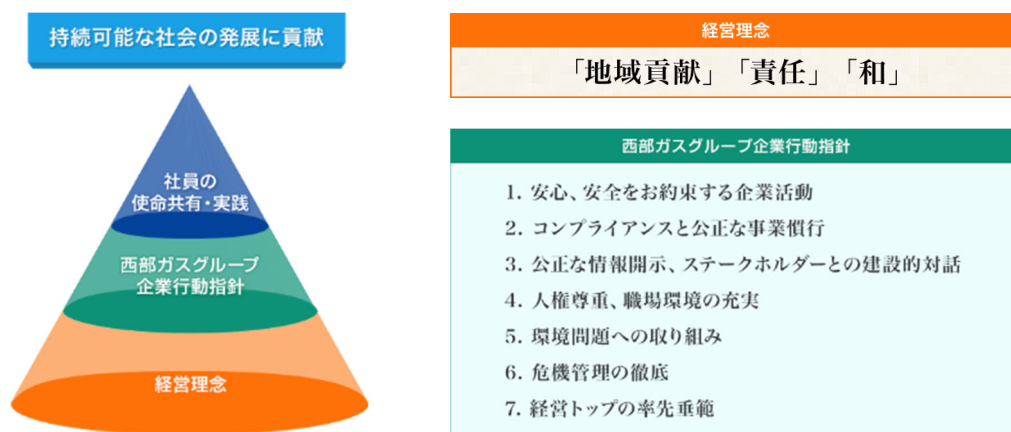 持続可能な社会の発展に貢献
社員の
使命共有・実践
西部ガスグループ
企業行動指針
経営理念
経営理念
「地域貢献」「責任」「和」
西部ガスグループ企業行動指針
1. 安心、安全をお約束する企業活動
2. コンプライアンスと公正な事業慣行
3. 公正な情報開示、ステークホルダーとの建設的対話
4. 人権尊重、職場環境の充実
5. 環境問題への取り組み
6. 危機管理の徹底
7. 経営トップの率先垂範